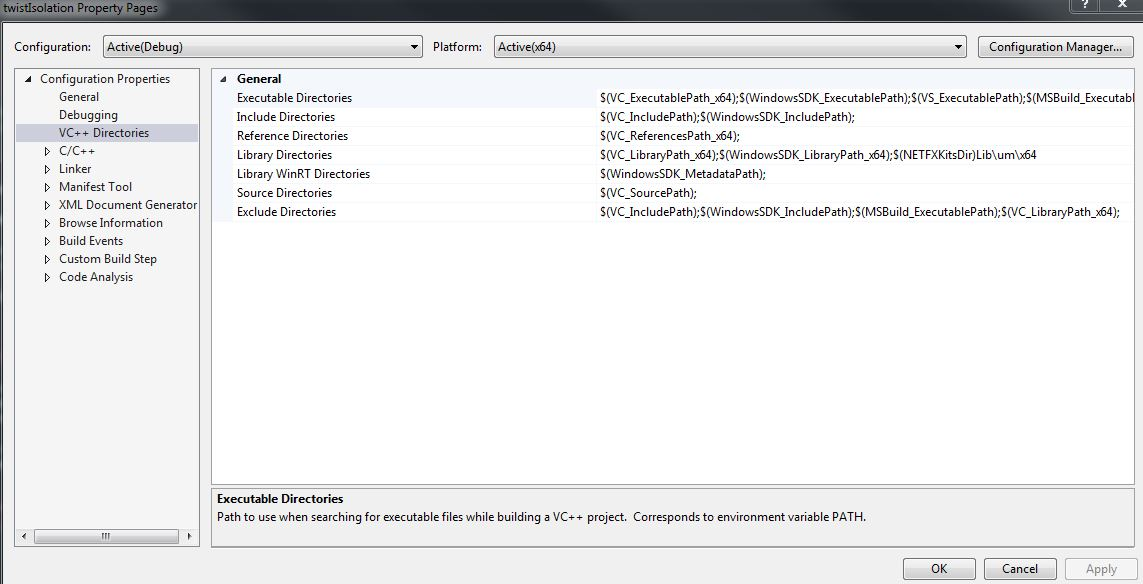 twistIsolation Property Pages
? X
Configuration: Active(Debug) Platform: Active(x64) Configuration Manager...
Configuration Properties
General
Debugging
VC++ Directories
C/C++
Linker
Manifest Tool
XML Document Generator
Browse Information
Build Events
Custom Build Step
Code Analysis
General
Executable Directories $(VC_ExecutablePath_x64);$(WindowsSDK_ExecutablePath);$(VS_ExecutablePath);$(MSBuild_Executabl
Include Directories $(VC_IncludePath);$(WindowsSDK_IncludePath);
Reference Directories $(VC_ReferencesPath_x64);
Library Directories $(VC_LibraryPath_x64);$(WindowsSDK_LibraryPath_x64);$(NETFXKitsDir)Lib\um\x64
Library WinRT Directories $(WindowsSDK_MetadataPath);
Source Directories $(VC_SourcePath);
Exclude Directories $(VC_IncludePath);$(WindowsSDK_IncludePath);$(MSBuild_ExecutablePath);$(VC_LibraryPath_x64);
Executable Directories
Path to use when searching for executable files while building a VC++ project. Corresponds to environment variable PATH.
OK Cancel Apply